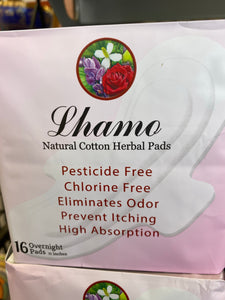 Lhamo
Natural Cotton Herbal Pads
Pesticide Free
Chlorine Free
Eliminates Odor
Prevent Itching
High Absorption
16 Overnight
Pads